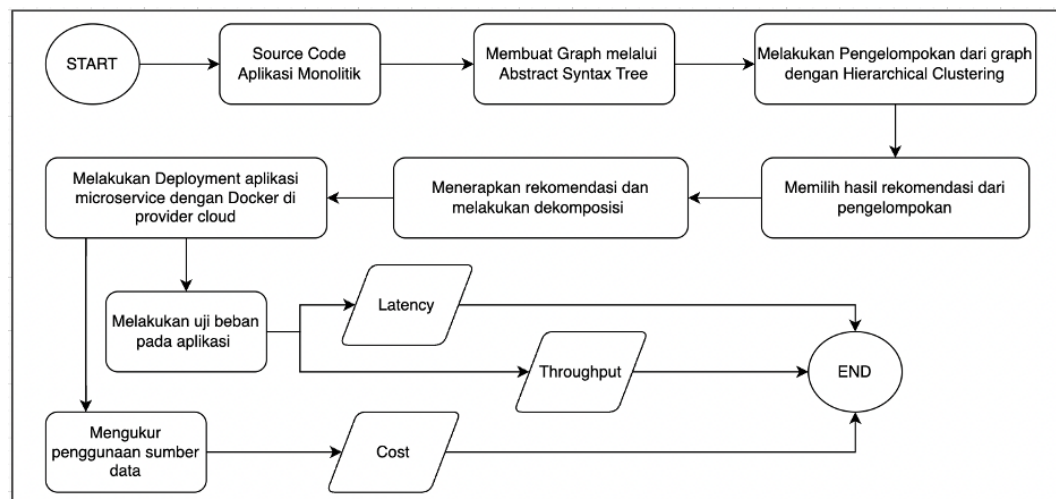 START
Source Code
Aplikasi Monolitik
Membuat Graph melalui
Abstract Syntax Tree
Melakukan Pengelompokan dari graph
dengan Hierarchical Clustering
Memilih hasil rekomendasi dari
pengelompokan
Menerapkan rekomendasi dan
melakukan dekomposisi
Melakukan Deployment aplikasi
microservice dengan Docker di
provider cloud
Melakukan uji beban
pada aplikasi
Latency
Throughput
END
Mengukur
penggunaan sumber
data
Cost